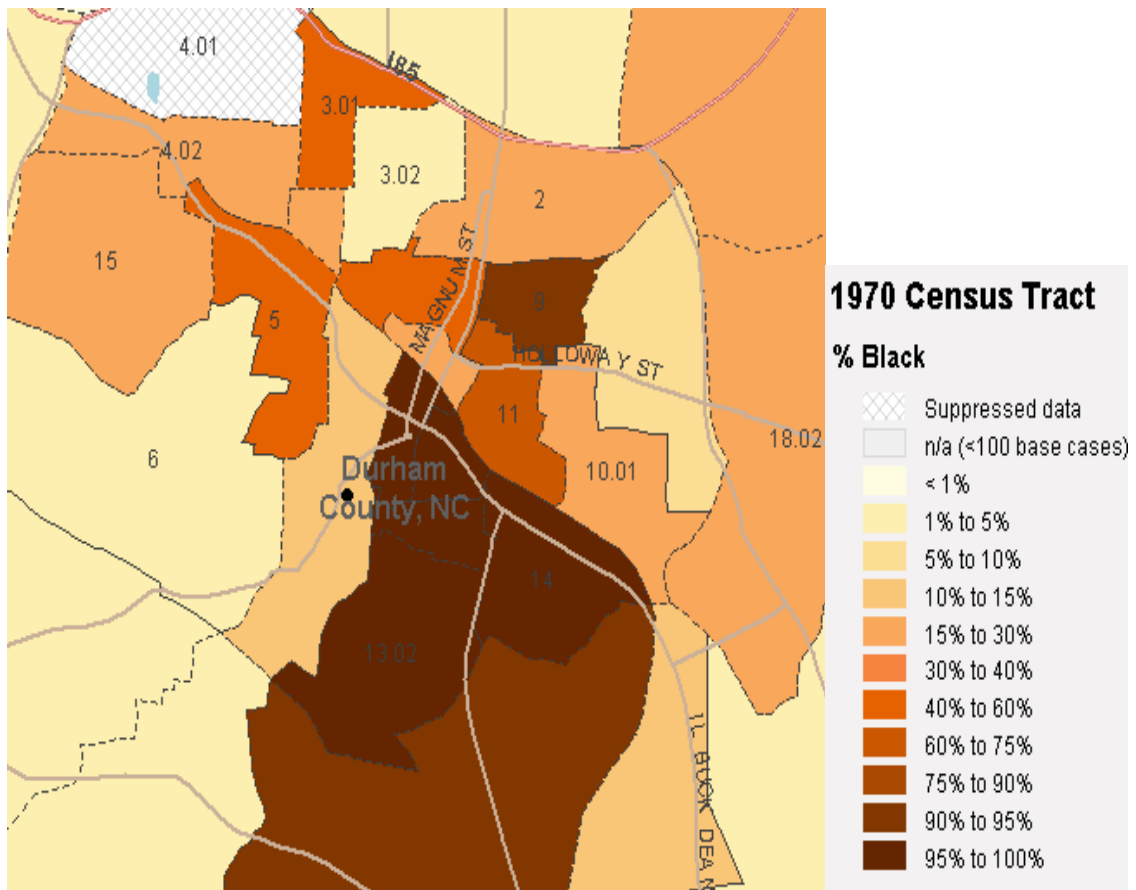 4.01
I85
3.01
4.02
3.02
2
15
MAGNUM ST
9
5
HOLLOWAY ST
11
18.02
6
10.01
Durham
County, NC
14
13.02
T.L. BUCK DEAN
1970 Census Tract
% Black
Suppressed data
n/a (<100 base cases)
< 1%
1% to 5%
5% to 10%
10% to 15%
15% to 30%
30% to 40%
40% to 60%
60% to 75%
75% to 90%
90% to 95%
95% to 100%